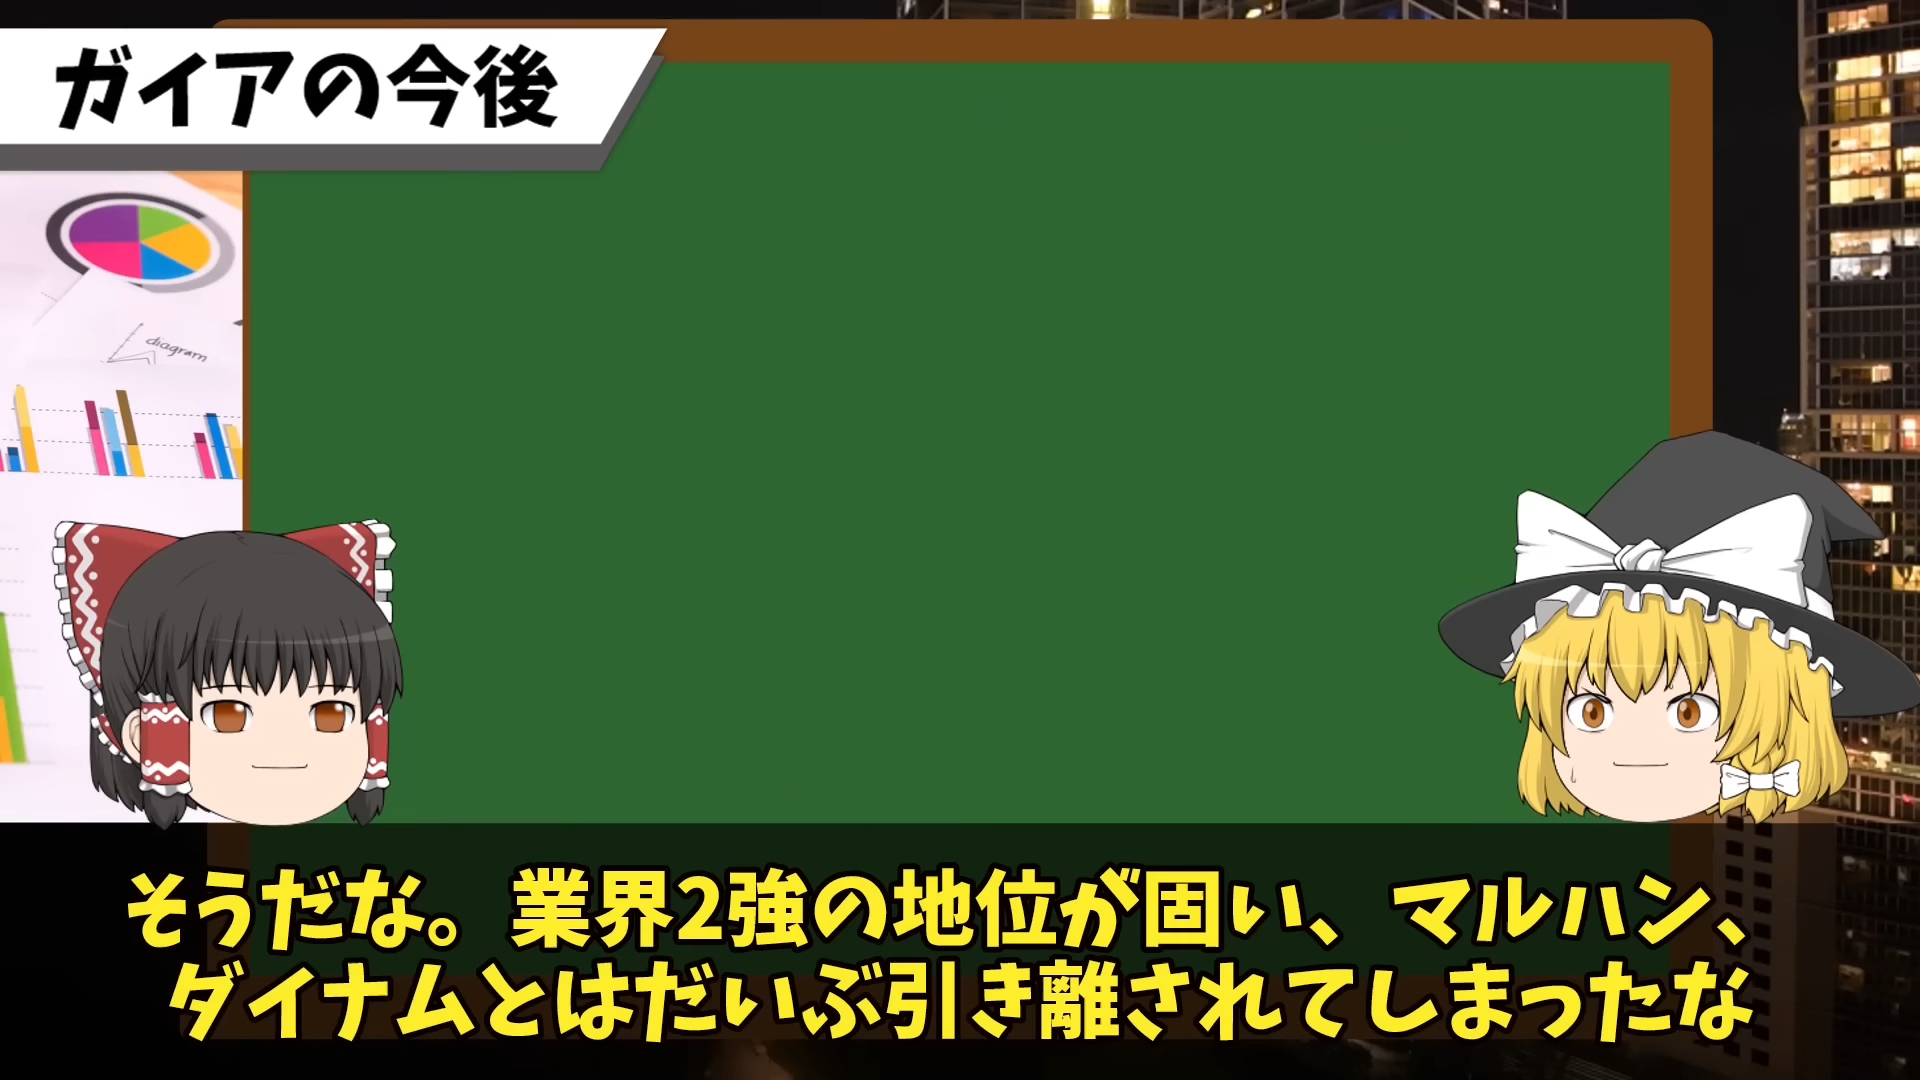 ガイアの今後
diagram
そうだな。業界2強の地位が固い、マルハン、
ダイナムとはだいぶ引き離されてしまったな